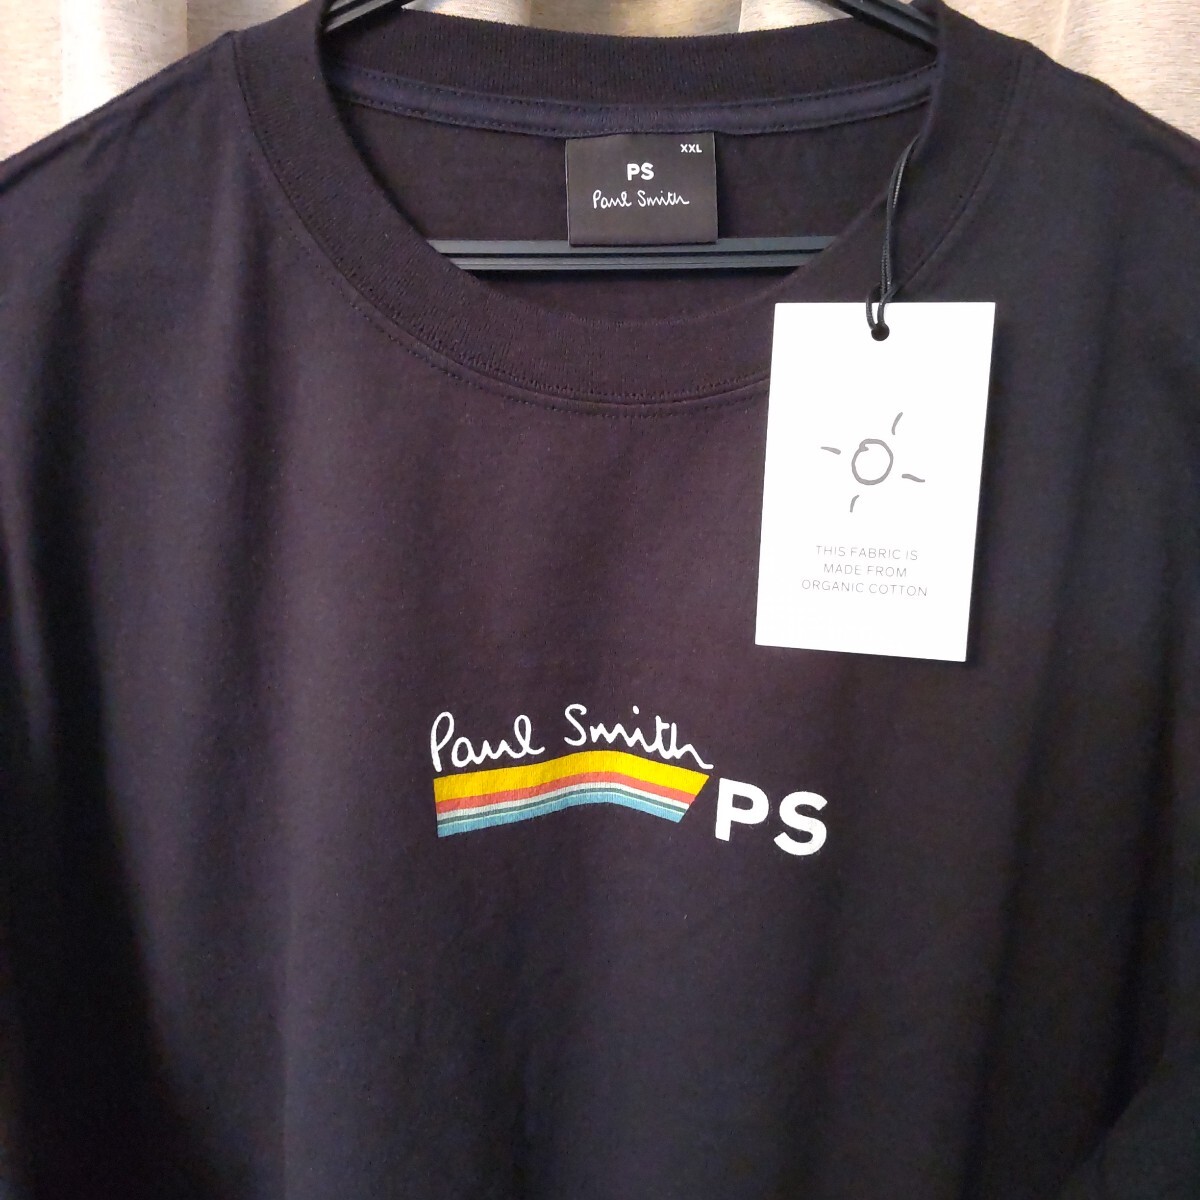 XXL
PS
Paul Smith
THIS FABRIC IS
MADE FROM
ORGANIC COTTON
Paul Smith
PS